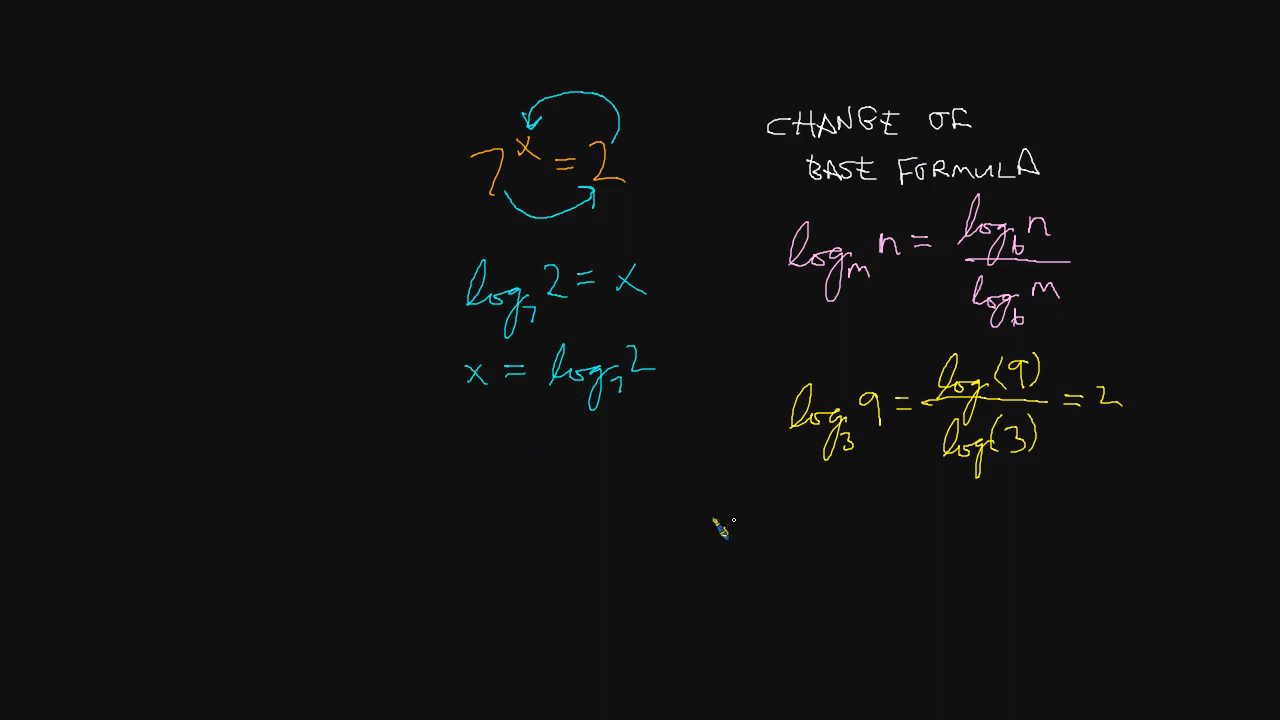 7^x = 2
log_7 2 = x
x = log_7 2
CHANGE OF
BASE FORMULA
log_m n = log_b n / log_b m
log_3 9 = log(9) / log(3) = 2